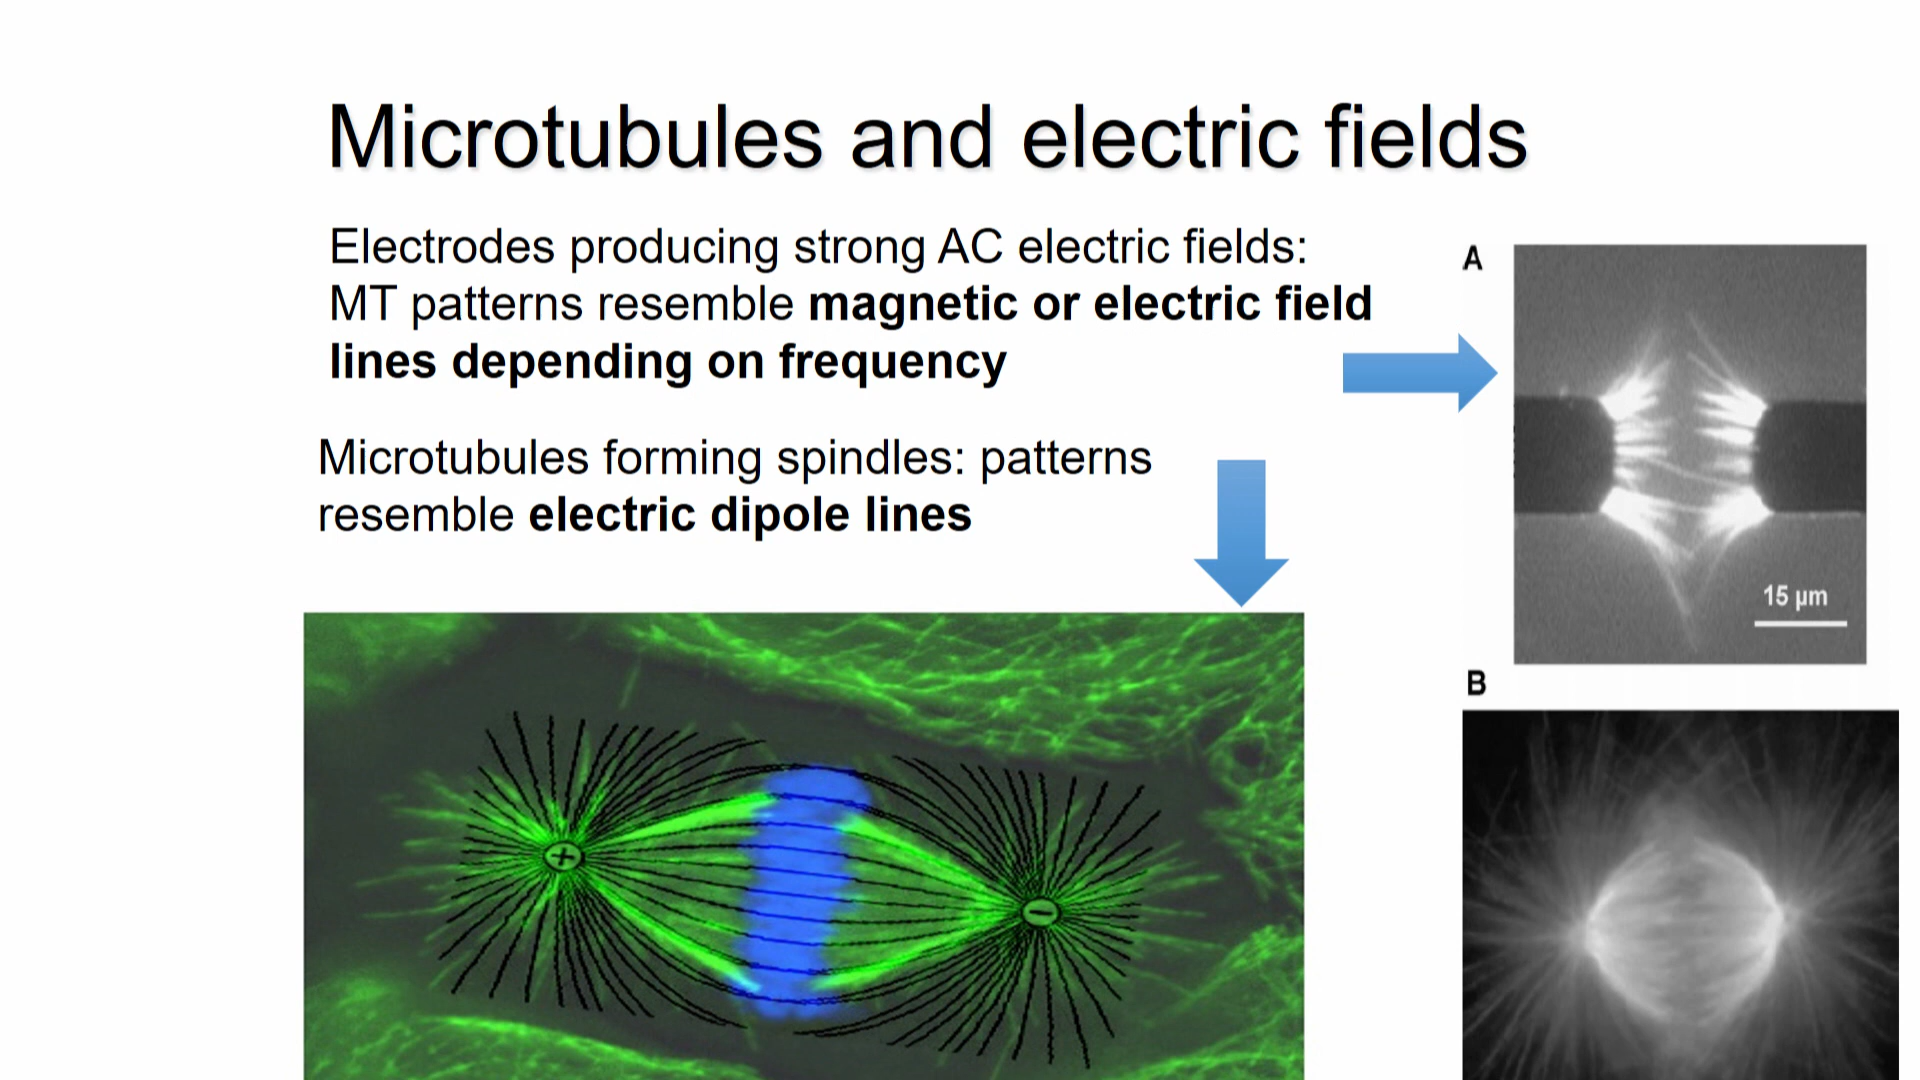 Microtubules and electric fields
Electrodes producing strong AC electric fields:
MT patterns resemble magnetic or electric field
lines depending on frequency
Microtubules forming spindles: patterns
resemble electric dipole lines
A
15 µm
B
+
−